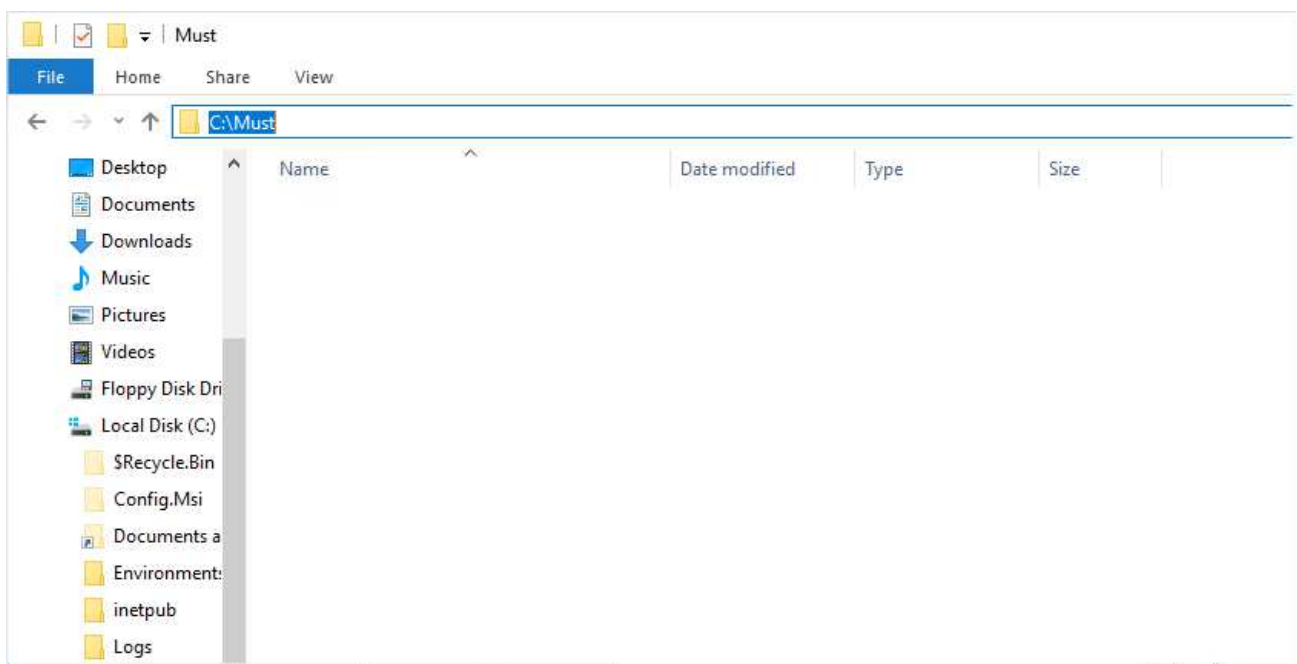 Must
File Home Share View
C:\Must
Name Date modified Type Size
Desktop
Documents
Downloads
Music
Pictures
Videos
Floppy Disk Dri
Local Disk (C:)
$Recycle.Bin
Config.Msi
Documents a
Environment
inetpub
Logs